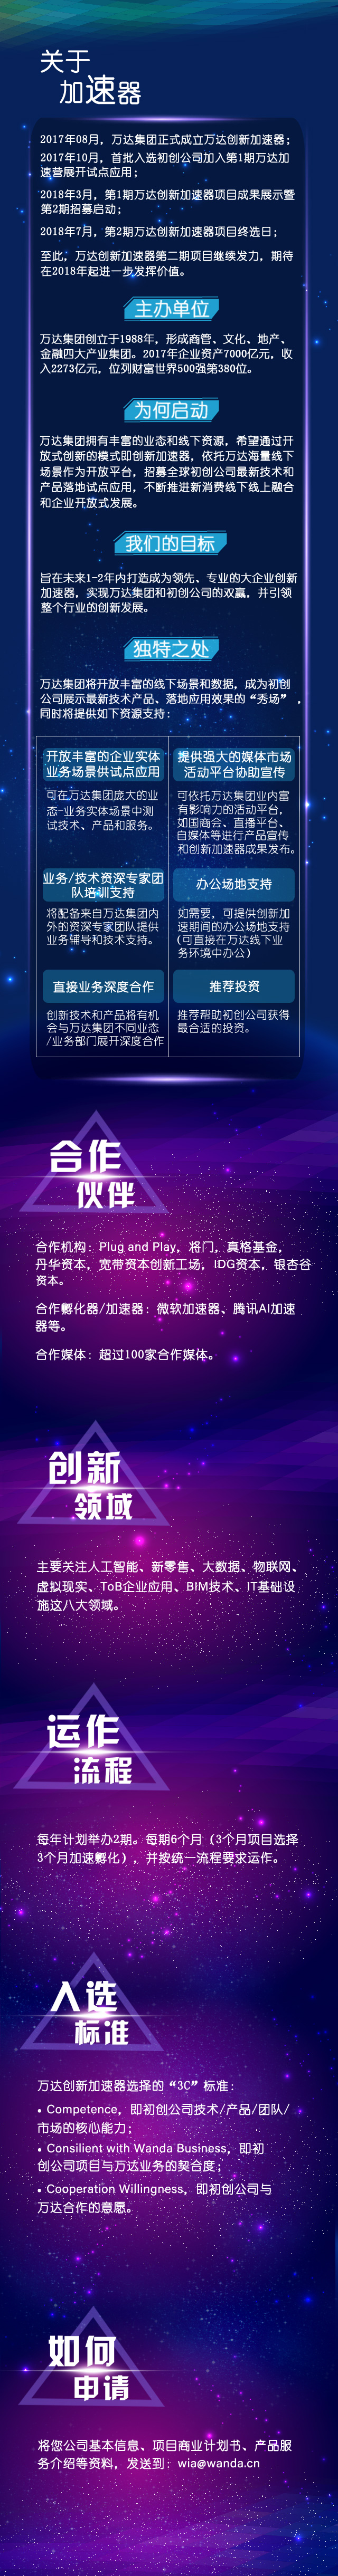 关于
加速器
2017年08月，万达集团正式成立万达创新加速器；
2017年10月，首批入选初创公司加入第1期万达加
速营展开试点应用；
2018年3月，第1期万达创新加速器项目成果展示暨
第2期招募启动；
2018年7月，第2期万达创新加速器项目终选日；
至此，万达创新加速器第二期项目继续发力，期待
在2018年起进一步发挥价值。
主办单位
万达集团创立于1988年，形成商管、文化、地产、
金融四大产业集团。2017年企业资产7000亿元，收
入2273亿元，位列财富世界500强第380位。
为何启动
万达集团拥有丰富的业态和线下资源，希望通过开
放式创新的模式即创新加速器，依托万达海量线下
场景作为开放平台，招募全球初创公司最新技术和
产品落地试点应用，不断推进新消费线下线上融合
和企业开放式发展。
我们的目标
旨在未来1-2年内打造成为领先、专业的大企业创新
加速器，实现万达集团和初创公司的双赢，并引领
整个行业的创新发展。
独特之处
万达集团将开放丰富的线下场景和数据，成为初创
公司展示最新技术产品、落地应用效果的“秀场”，
同时将提供如下资源支持：
开放丰富的企业实体
业务场景供试点应用
可在万达集团庞大的业
态-业务实体场景中测
试技术、产品和服务。
提供强大的媒体市场
活动平台协助宣传
可依托万达集团业内富
有影响力的活动平台，
如国商会、直播平台、
自媒体等进行产品宣传
和创新加速器成果发布。
业务/技术资深专家团
队培训支持
将配备来自万达集团内
外的资深专家团队提供
业务辅导和技术支持。
办公场地支持
如需要，可提供创新加
速期间的办公场地支持
(可直接在万达线下业
务环境中办公)
直接业务深度合作
创新技术和产品将有机
会与万达集团不同业态
/业务部门展开深度合作
推荐投资
推荐帮助初创公司获得
最合适的投资。
合作
伙伴
合作机构：Plug and Play，将门，真格基金，
丹华资本，宽带资本创新工场，IDG资本，银杏谷
资本。
合作孵化器/加速器：微软加速器、腾讯AI加速
器等。
合作媒体：超过100家合作媒体。
创新
领域
主要关注人工智能、新零售、大数据、物联网、
虚拟现实、ToB企业应用、BIM技术、IT基础设
施这八大领域。
运作
流程
每年计划举办2期。每期6个月（3个月项目选择
3个月加速孵化），并按统一流程要求运作。
入选
标准
万达创新加速器选择的“3C”标准：
• Competence，即初创公司技术/产品/团队/
市场的核心能力；
• Consilient with Wanda Business，即初
创公司项目与万达业务的契合度；
• Cooperation Willingness，即初创公司与
万达合作的意愿。
如何
申请
将您公司基本信息、项目商业计划书、产品服
务介绍等资料，发送到：wia@wanda.cn